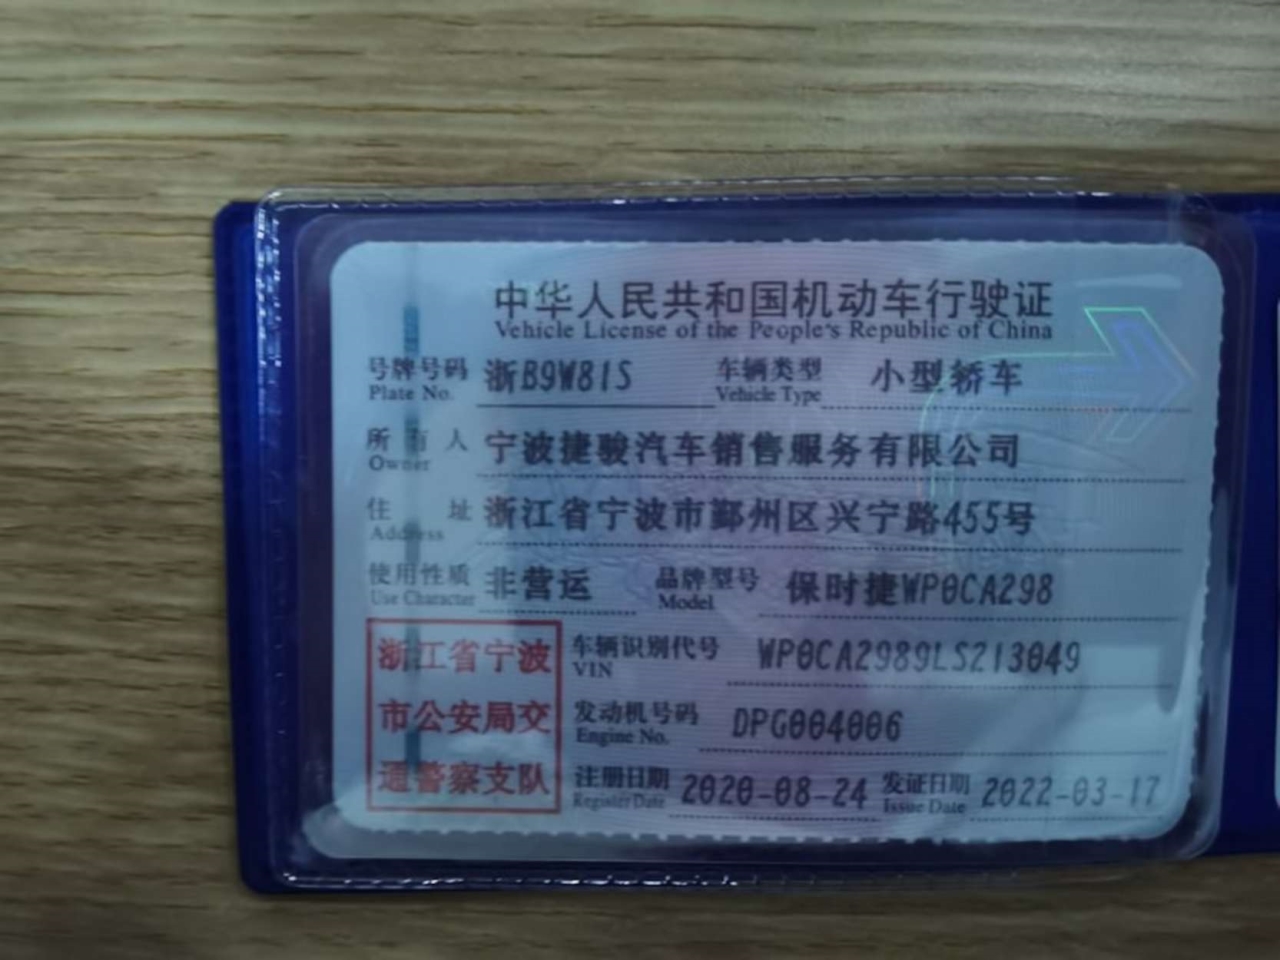 中华人民共和国机动车行驶证
Vehicle License of the People's Republic of China
号牌号码 浙B9W81S 车辆类型 小型轿车
Plate No. Vehicle Type
所有人 宁波捷骏汽车销售服务有限公司
Owner
住址 浙江省宁波市鄞州区兴宁路455号
Address
使用性质 非营运 品牌型号 保时捷WP0CA298
Use Character Model
浙江省宁波 车辆识别代号 WP0CA2989LS213049
VIN
市公安局交 发动机号码 DPG004006
Engine No.
通警察支队 注册日期 2020-08-24 发证日期 2022-03-17
Register Date Issue Date